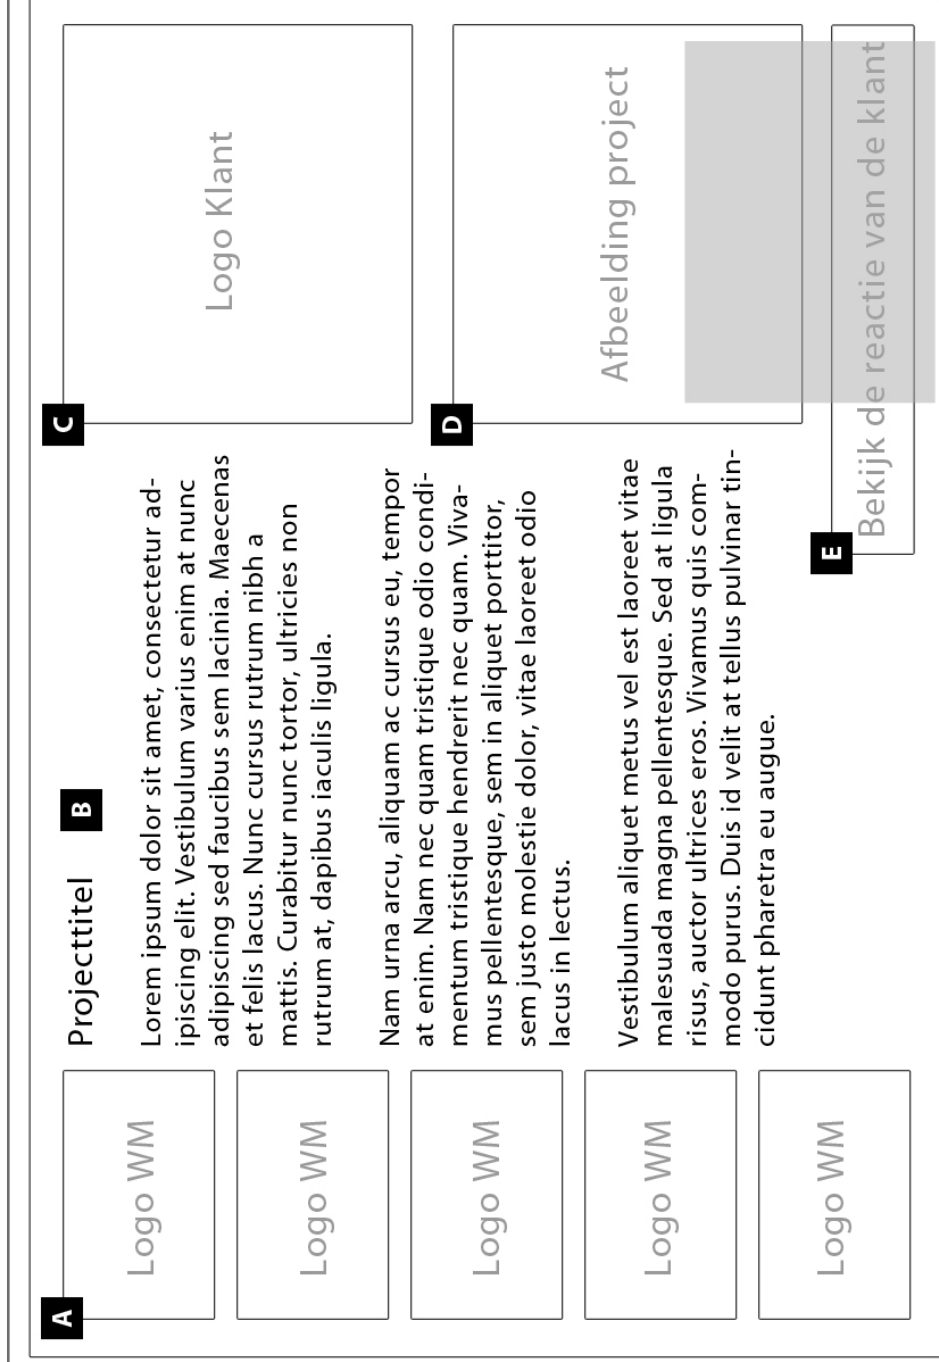 A
Logo WM
Logo WM
Logo WM
Logo WM
Logo WM
Projecttitel
B
Lorem ipsum dolor sit amet, consectetur ad-
ipiscing elit. Vestibulum varius enim at nunc
adipiscing sed faucibus sem lacinia. Maecenas
et felis lacus. Nunc cursus rutrum nibh a
mattis. Curabitur nunc tortor, ultricies non
rutrum at, dapibus iaculis ligula.
Nam urna arcu, aliquam ac cursus eu, tempor
at enim. Nam nec quam tristique odio condi-
mentum tristique hendrerit nec quam. Viva-
mus pellentesque, sem in aliquet porttitor,
sem justo molestie dolor, vitae laoreet odio
lacus in lectus.
Vestibulum aliquet metus vel est laoreet vitae
malesuada magna pellentesque. Sed at ligula
risus, auctor ultrices eros. Vivamus quis com-
modo purus. Duis id velit at tellus pulvinar tin-
cidunt pharetra eu augue.
C
Logo Klant
D
Afbeelding project
E
Bekijk de reactie van de klant